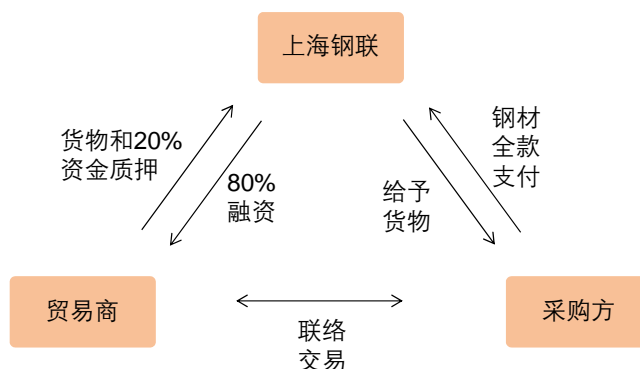 上海钢联
货物和20%
资金质押
80%
融资
给予
货物
钢材
全款
支付
贸易商
联络
交易
采购方